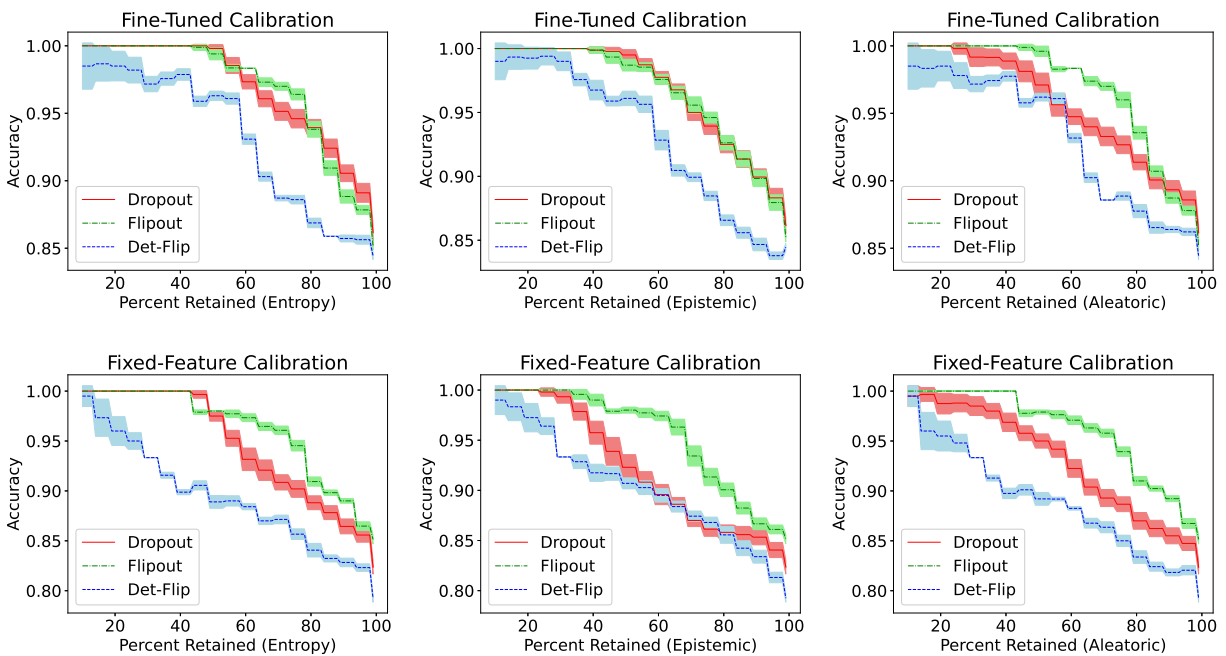 Fine-Tuned Calibration
Accuracy
1.00
0.95
0.90
0.85
Dropout
Flipout
Det-Flip
20 40 60 80 100
Percent Retained (Entropy)
Fine-Tuned Calibration
Accuracy
1.00
0.95
0.90
0.85
Dropout
Flipout
Det-Flip
20 40 60 80 100
Percent Retained (Epistemic)
Fine-Tuned Calibration
Accuracy
1.00
0.95
0.90
0.85
Dropout
Flipout
Det-Flip
20 40 60 80 100
Percent Retained (Aleatoric)
Fixed-Feature Calibration
Accuracy
1.00
0.95
0.90
0.85
0.80
Dropout
Flipout
Det-Flip
20 40 60 80 100
Percent Retained (Entropy)
Fixed-Feature Calibration
Accuracy
1.00
0.95
0.90
0.85
0.80
Dropout
Flipout
Det-Flip
20 40 60 80 100
Percent Retained (Epistemic)
Fixed-Feature Calibration
Accuracy
1.00
0.95
0.90
0.85
0.80
Dropout
Flipout
Det-Flip
20 40 60 80 100
Percent Retained (Aleatoric)